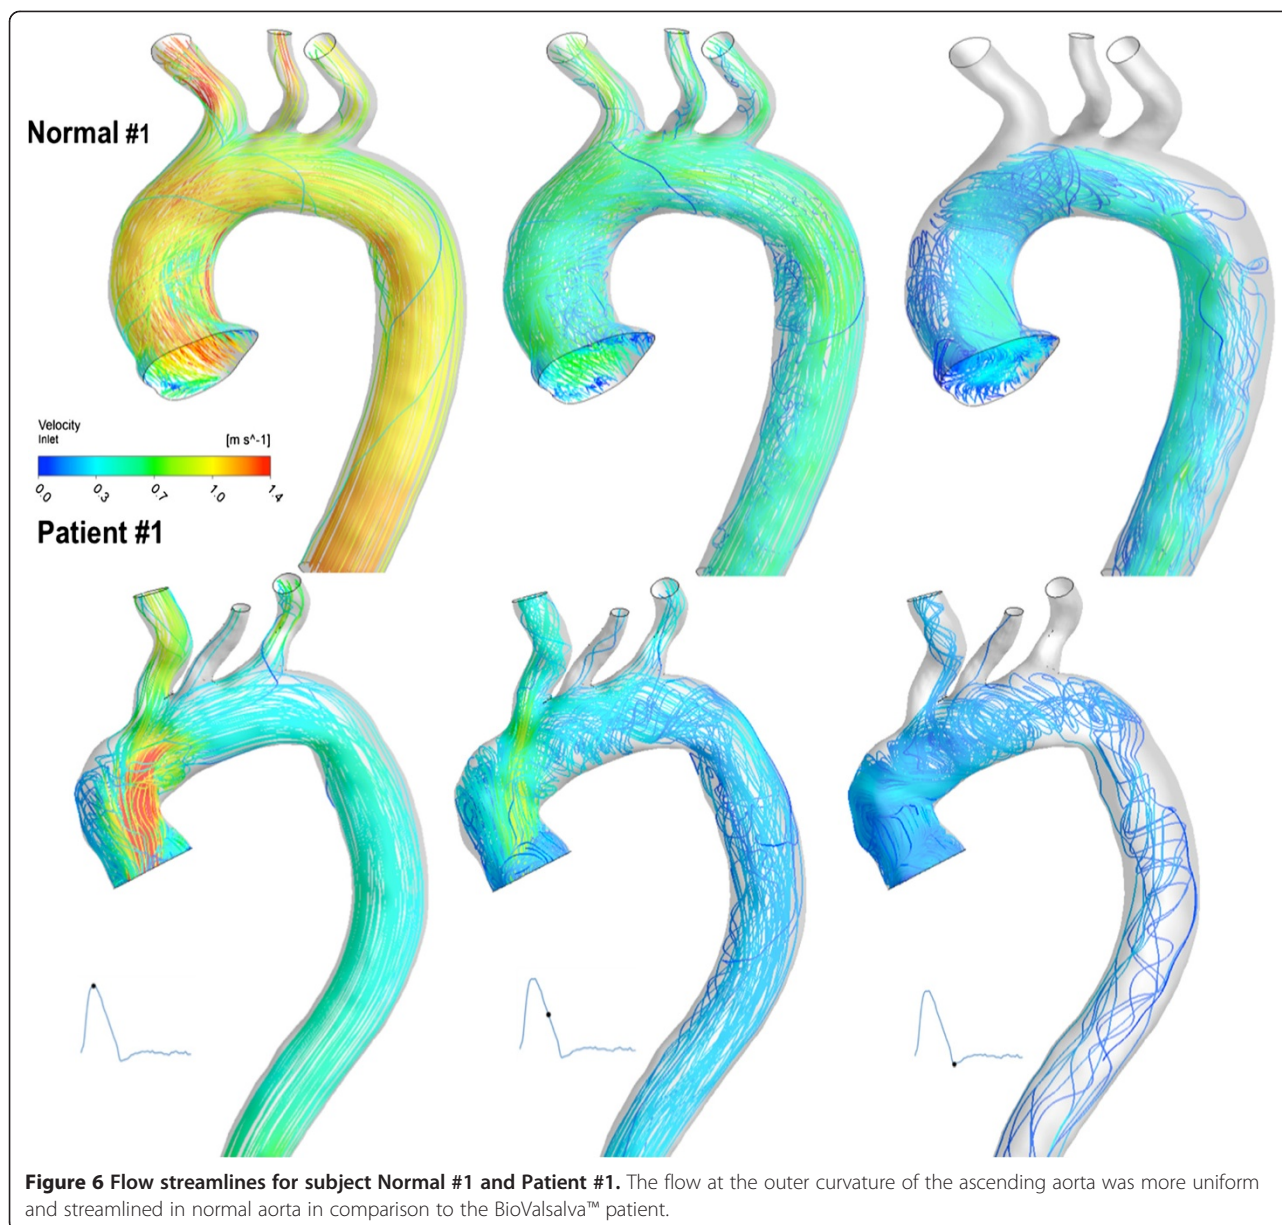 Normal #1
Velocity
Inlet
[m s^-1]
0.0
0.3
0.7
1.0
1.4
Patient #1
Figure 6 Flow streamlines for subject Normal #1 and Patient #1. The flow at the outer curvature of the ascending aorta was more uniform
and streamlined in normal aorta in comparison to the BioValsalva™ patient.